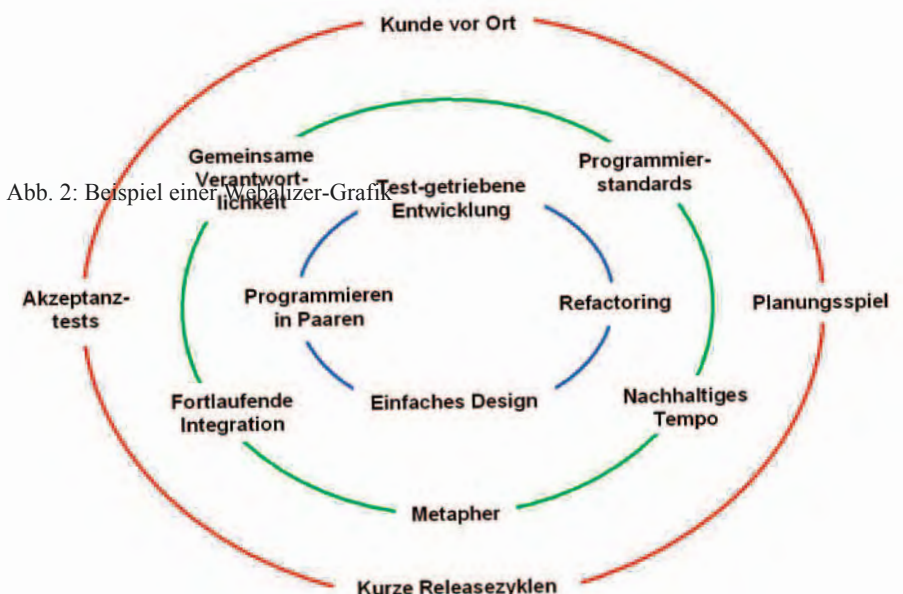 Kunde vor Ort
Gemeinsame
Verantwort-
lichkeit
Programmier-
standards
Abb. 2: Beispiel einer Webalizer-Grafik
Test-getriebene
Entwicklung
Akzeptanz-
tests
Programmieren
in Paaren
Refactoring
Planungsspiel
Fortlaufende
Integration
Einfaches Design
Nachhaltiges
Tempo
Metapher
Kurze Releasezyklen